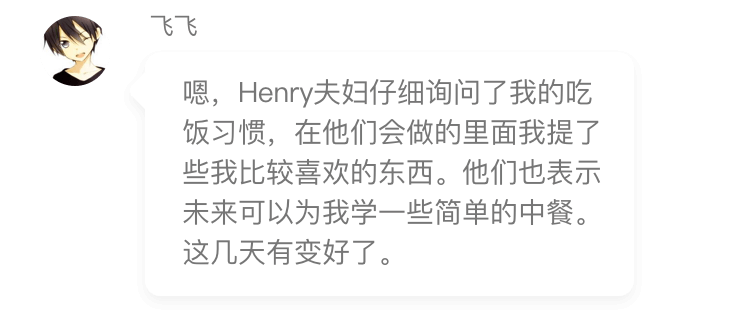 飞飞
嗯，Henry夫妇仔细询问了我的吃
饭习惯，在他们会做的里面我提了
些我比较喜欢的东西。他们也表示
未来可以为我学一些简单的中餐。
这几天有变好了。